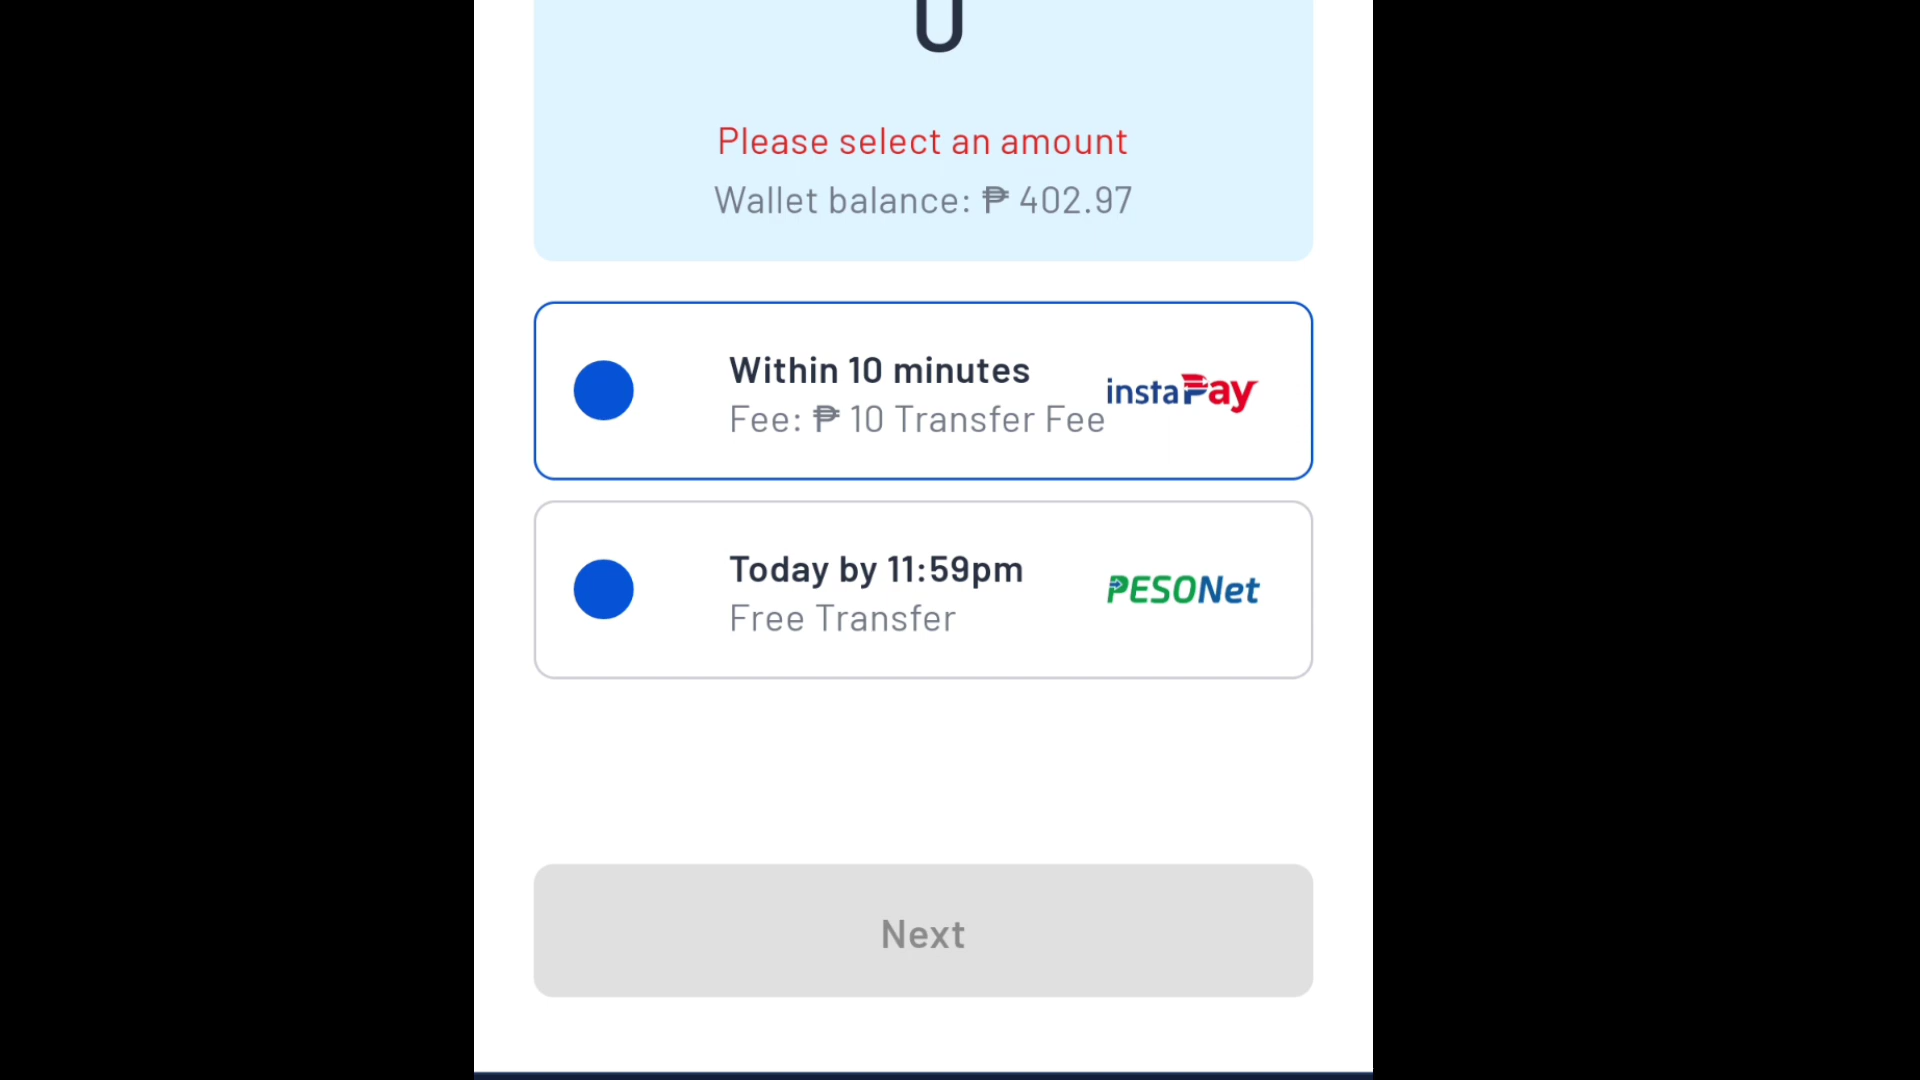 0
Please select an amount
Wallet balance: ₱ 402.97
Within 10 minutes
Fee: ₱ 10 Transfer Fee
instaPay
Today by 11:59pm
Free Transfer
PESONet
Next